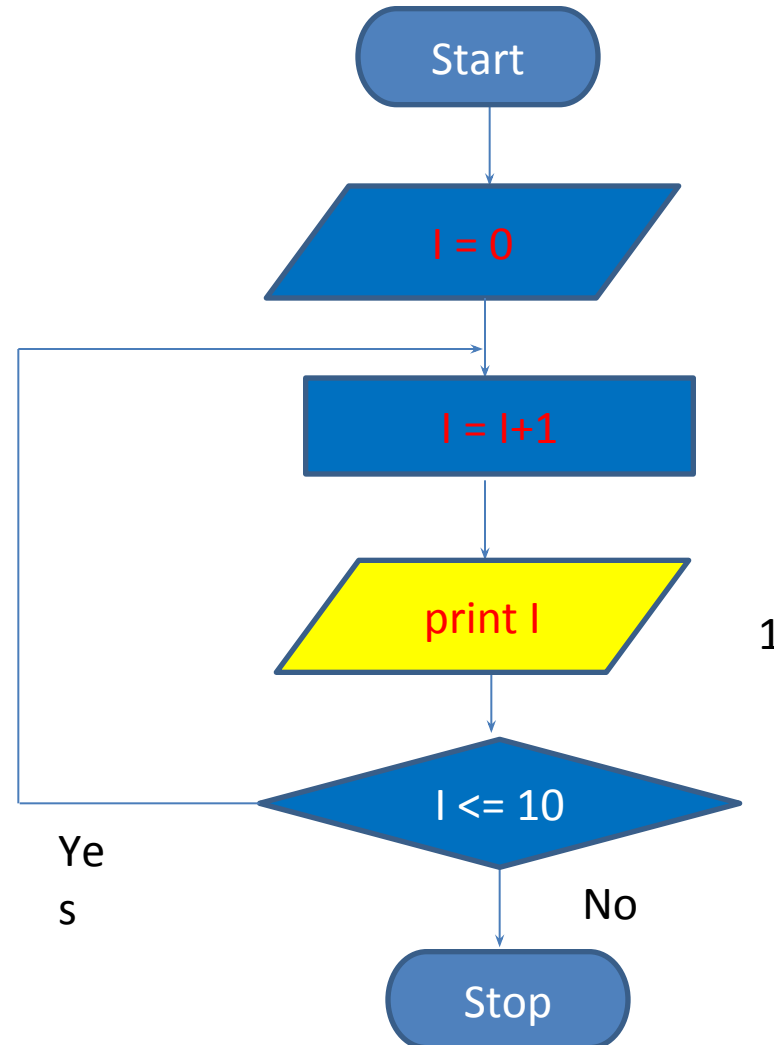 Start
I = 0
I = I+1
print I
1
I <= 10
Ye
s
No
Stop